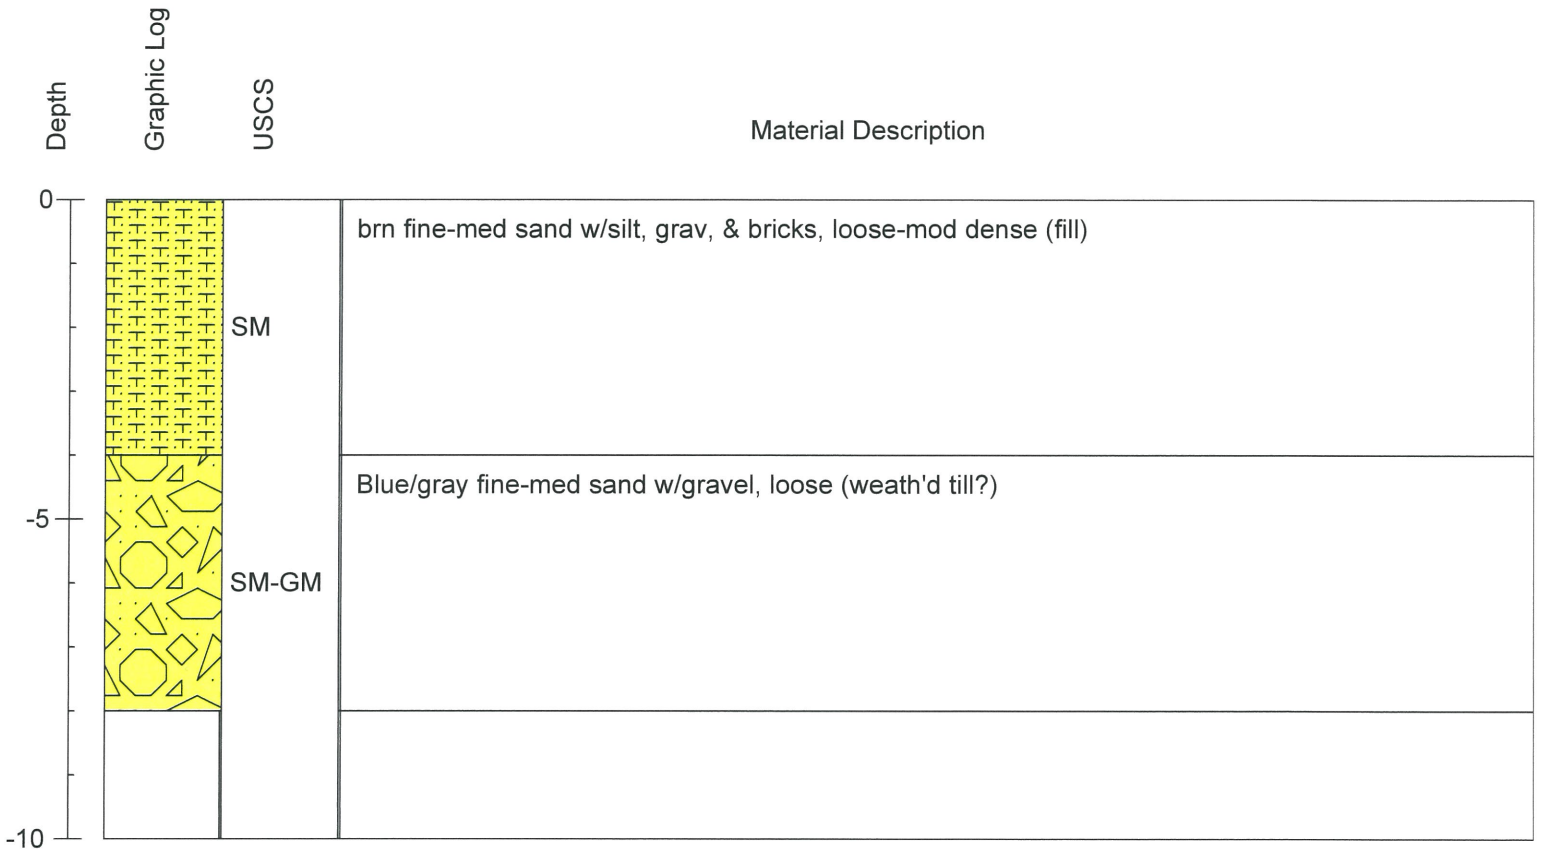 Depth
Graphic Log
USCS
Material Description
0
brn fine-med sand w/silt, grav, & bricks, loose-mod dense (fill)
SM
Blue/gray fine-med sand w/gravel, loose (weath'd till?)
-5
SM-GM
-10